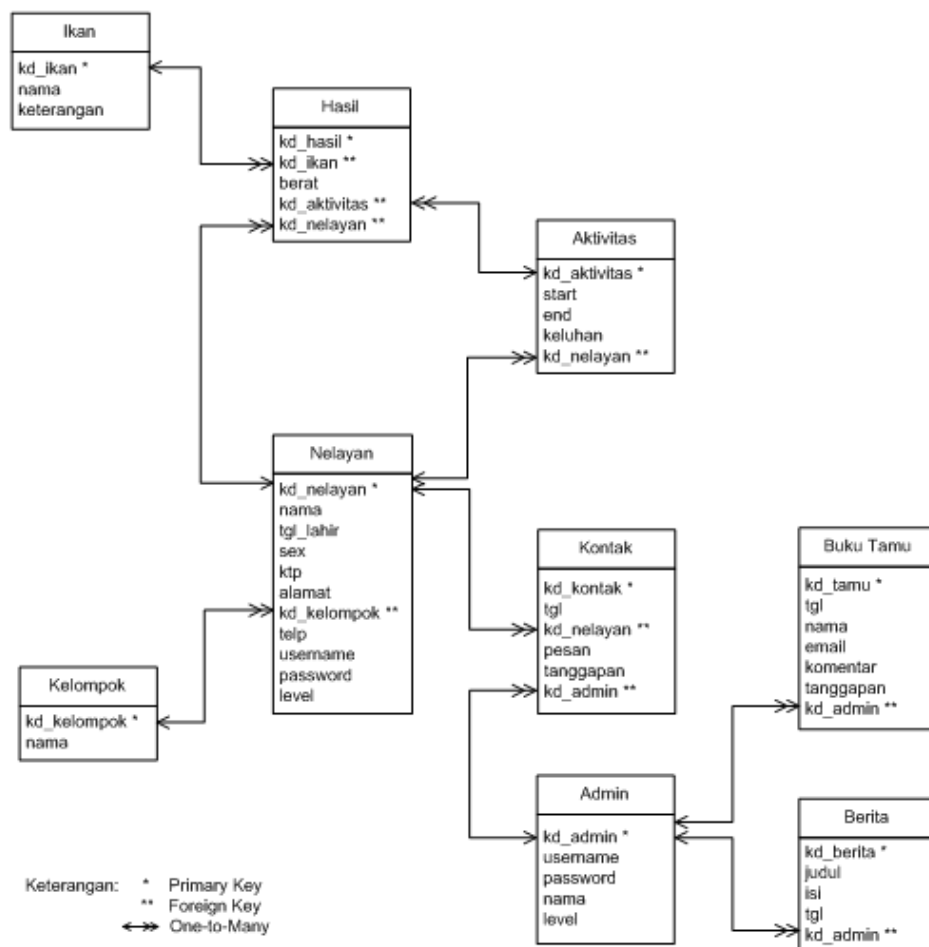 Ikan
kd_ikan *
nama
keterangan
Hasil
kd_hasil *
kd_ikan **
berat
kd_aktivitas **
kd_nelayan **
Aktivitas
kd_aktivitas *
start
end
keluhan
kd_nelayan **
Nelayan
kd_nelayan *
nama
tgl_lahir
sex
ktp
alamat
kd_kelompok **
telp
username
password
level
Kelompok
kd_kelompok *
nama
Kontak
kd_kontak *
tgl
kd_nelayan **
pesan
tanggapan
kd_admin **
Buku Tamu
kd_tamu *
tgl
nama
email
komentar
tanggapan
kd_admin **
Admin
kd_admin *
username
password
nama
level
Berita
kd_berita *
judul
isi
tgl
kd_admin **
Keterangan: * Primary Key
** Foreign Key
One-to-Many